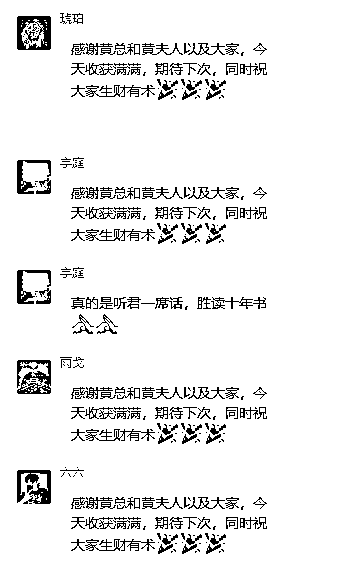 琥珀
感谢黄总和黄夫人以及大家，今
天收获满满，期待下次，同时祝
大家生财有术🎉🎉🎉
享庭
感谢黄总和黄夫人以及大家，今
天收获满满，期待下次，同时祝
大家生财有术🎉🎉🎉
享庭
真的是听君一席话，胜读十年书
🙏🙏
雨戈
感谢黄总和黄夫人以及大家，今
天收获满满，期待下次，同时祝
大家生财有术🎉🎉🎉
六六
感谢黄总和黄夫人以及大家，今
天收获满满，期待下次，同时祝
大家生财有术🎉🎉🎉